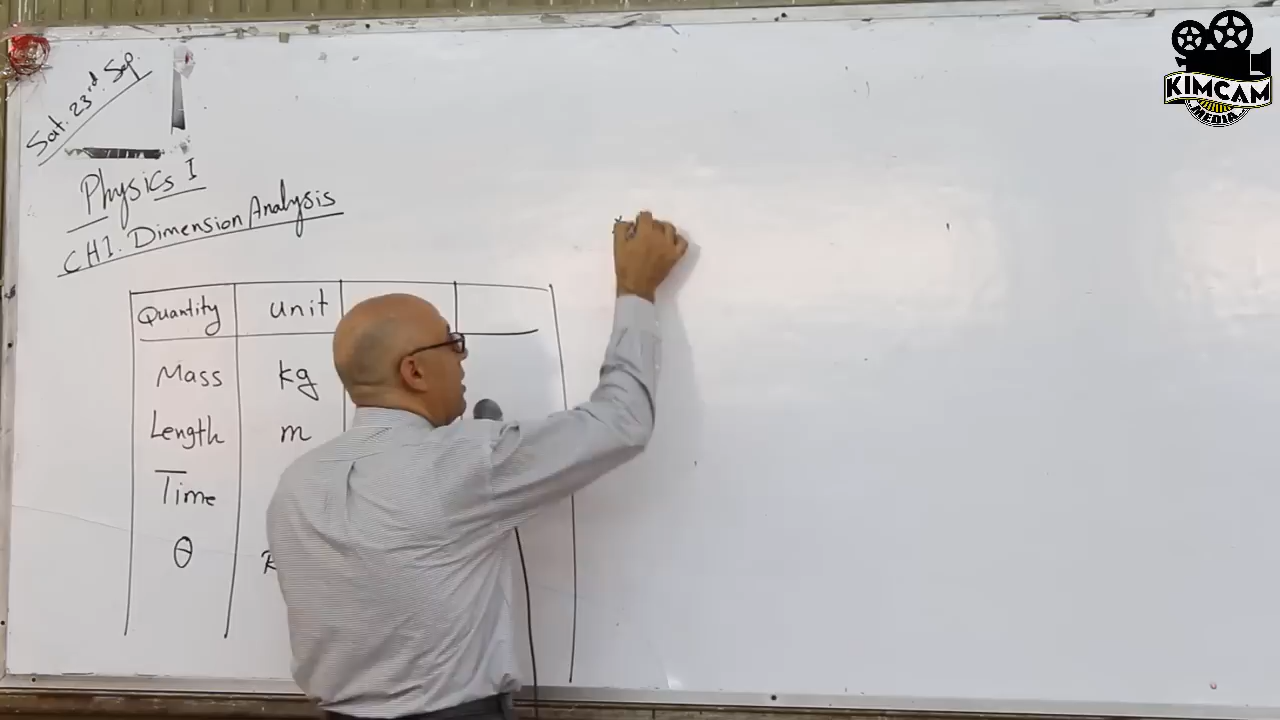 Sat. 23rd. Sep.
Physics I
CH1. Dimension Analysis
Quantity unit
Mass kg
Length m
Time
θ
KIMCAM
MEDIA